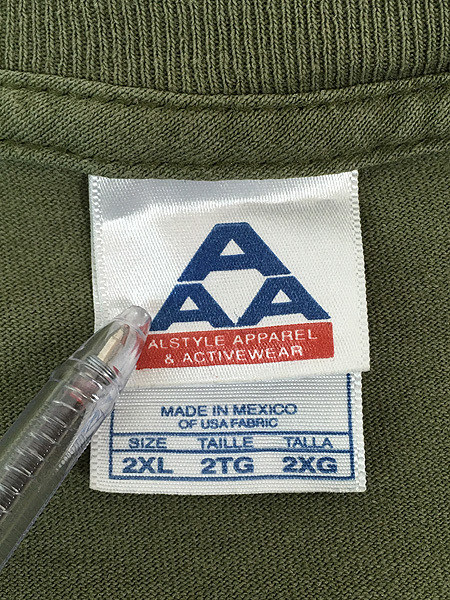 A
A A
ALSTYLE APPAREL
& ACTIVEWEAR
MADE IN MEXICO
OF USA FABRIC
SIZE TAILLE TALLA
2XL 2TG 2XG